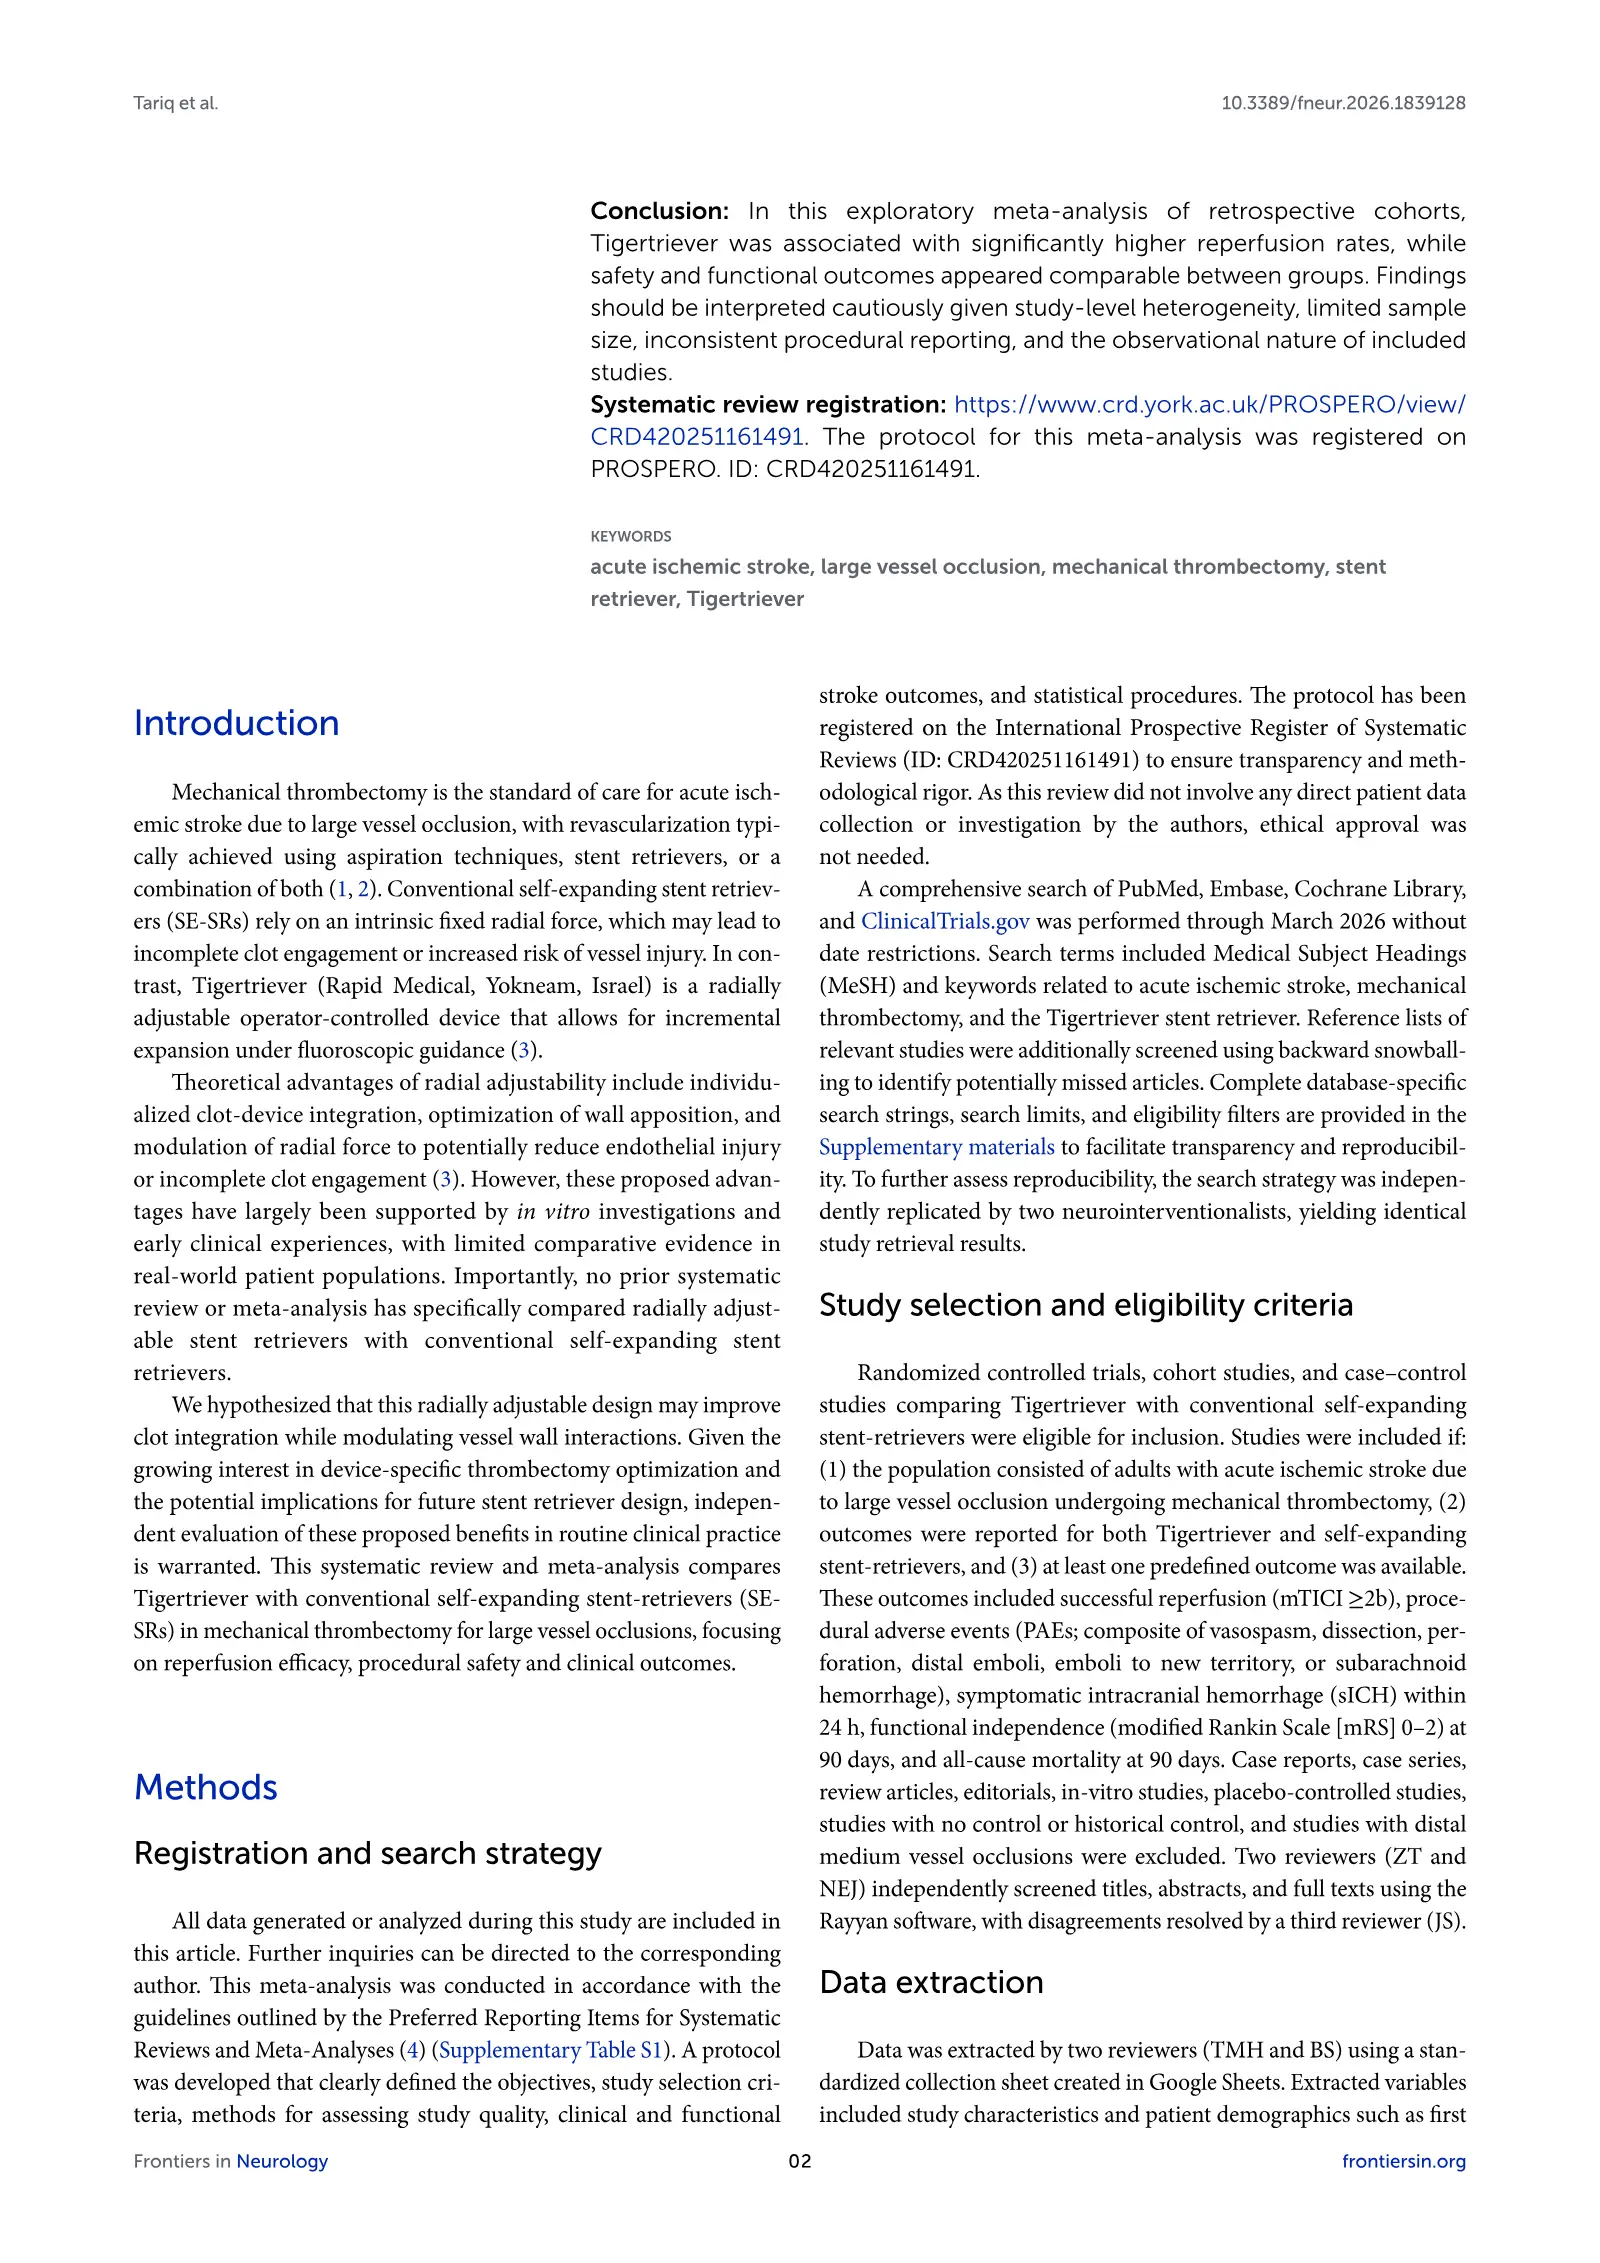 Tariq et al.
10.3389/fneur.2026.1839128
Conclusion: In this exploratory meta-analysis of retrospective cohorts,
Tigertriever was associated with significantly higher reperfusion rates, while
safety and functional outcomes appeared comparable between groups. Findings
should be interpreted cautiously given study-level heterogeneity, limited sample
size, inconsistent procedural reporting, and the observational nature of included
studies.
Systematic review registration: https://www.crd.york.ac.uk/PROSPERO/view/
CRD420251161491. The protocol for this meta-analysis was registered on
PROSPERO. ID: CRD420251161491.
KEYWORDS
acute ischemic stroke, large vessel occlusion, mechanical thrombectomy, stent
retriever, Tigertriever
Introduction
Mechanical thrombectomy is the standard of care for acute isch-
emic stroke due to large vessel occlusion, with revascularization typi-
cally achieved using aspiration techniques, stent retrievers, or a
combination of both (1, 2). Conventional self-expanding stent retriev-
ers (SE-SRs) rely on an intrinsic fixed radial force, which may lead to
incomplete clot engagement or increased risk of vessel injury. In con-
trast, Tigertriever (Rapid Medical, Yokneam, Israel) is a radially
adjustable operator-controlled device that allows for incremental
expansion under fluoroscopic guidance (3).
Theoretical advantages of radial adjustability include individu-
alized clot-device integration, optimization of wall apposition, and
modulation of radial force to potentially reduce endothelial injury
or incomplete clot engagement (3). However, these proposed advan-
tages have largely been supported by in vitro investigations and
early clinical experiences, with limited comparative evidence in
real-world patient populations. Importantly, no prior systematic
review or meta-analysis has specifically compared radially adjust-
able stent retrievers with conventional self-expanding stent
retrievers.
We hypothesized that this radially adjustable design may improve
clot integration while modulating vessel wall interactions. Given the
growing interest in device-specific thrombectomy optimization and
the potential implications for future stent retriever design, indepen-
dent evaluation of these proposed benefits in routine clinical practice
is warranted. This systematic review and meta-analysis compares
Tigertriever with conventional self-expanding stent-retrievers (SE-
SRs) in mechanical thrombectomy for large vessel occlusions, focusing
on reperfusion efficacy, procedural safety and clinical outcomes.
Methods
Registration and search strategy
All data generated or analyzed during this study are included in
this article. Further inquiries can be directed to the corresponding
author. This meta-analysis was conducted in accordance with the
guidelines outlined by the Preferred Reporting Items for Systematic
Reviews and Meta-Analyses (4) (Supplementary Table S1). A protocol
was developed that clearly defined the objectives, study selection cri-
teria, methods for assessing study quality, clinical and functional
stroke outcomes, and statistical procedures. The protocol has been
registered on the International Prospective Register of Systematic
Reviews (ID: CRD420251161491) to ensure transparency and meth-
odological rigor. As this review did not involve any direct patient data
collection or investigation by the authors, ethical approval was
not needed.
A comprehensive search of PubMed, Embase, Cochrane Library,
and ClinicalTrials.gov was performed through March 2026 without
date restrictions. Search terms included Medical Subject Headings
(MeSH) and keywords related to acute ischemic stroke, mechanical
thrombectomy, and the Tigertriever stent retriever. Reference lists of
relevant studies were additionally screened using backward snowball-
ing to identify potentially missed articles. Complete database-specific
search strings, search limits, and eligibility filters are provided in the
Supplementary materials to facilitate transparency and reproducibil-
ity. To further assess reproducibility, the search strategy was indepen-
dently replicated by two neurointerventionalists, yielding identical
study retrieval results.
Study selection and eligibility criteria
Randomized controlled trials, cohort studies, and case–control
studies comparing Tigertriever with conventional self-expanding
stent-retrievers were eligible for inclusion. Studies were included if:
(1) the population consisted of adults with acute ischemic stroke due
to large vessel occlusion undergoing mechanical thrombectomy, (2)
outcomes were reported for both Tigertriever and self-expanding
stent-retrievers, and (3) at least one predefined outcome was available.
These outcomes included successful reperfusion (mTICI ≥2b), proce-
dural adverse events (PAEs; composite of vasospasm, dissection, per-
foration, distal emboli, emboli to new territory, or subarachnoid
hemorrhage), symptomatic intracranial hemorrhage (sICH) within
24 h, functional independence (modified Rankin Scale [mRS] 0–2) at
90 days, and all-cause mortality at 90 days. Case reports, case series,
review articles, editorials, in-vitro studies, placebo-controlled studies,
studies with no control or historical control, and studies with distal
medium vessel occlusions were excluded. Two reviewers (ZT and
NEJ) independently screened titles, abstracts, and full texts using the
Rayyan software, with disagreements resolved by a third reviewer (JS).
Data extraction
Data was extracted by two reviewers (TMH and BS) using a stan-
dardized collection sheet created in Google Sheets. Extracted variables
included study characteristics and patient demographics such as first
Frontiers in Neurology
02
frontiersin.org